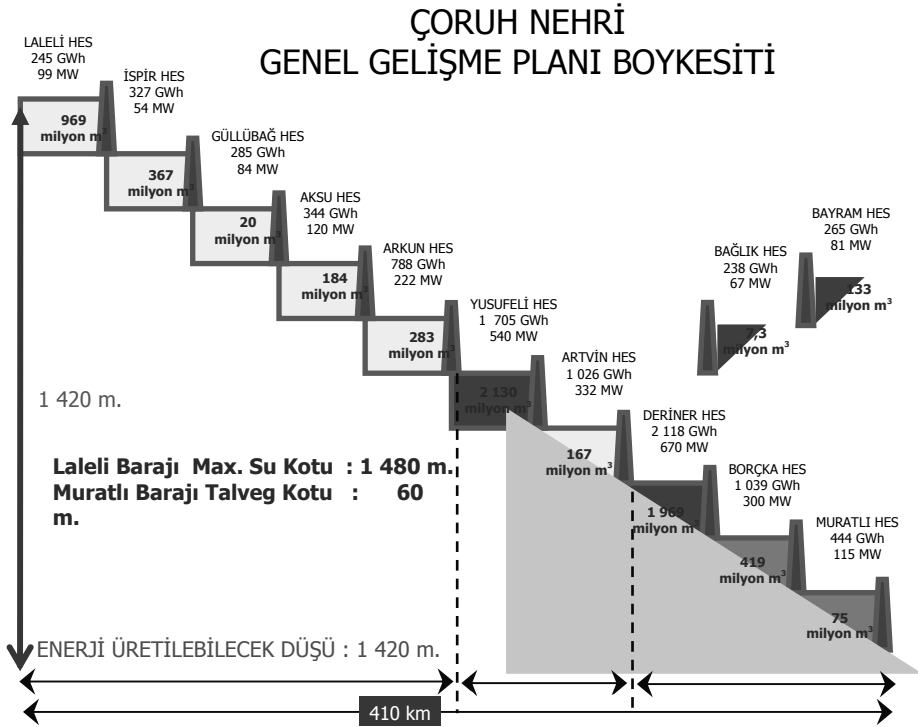 ÇORUH NEHRİ
GENEL GELİŞME PLANI BOYKESİTİ
LALELİ HES
245 GWh
99 MW
969
milyon m³
İSPİR HES
327 GWh
54 MW
367
milyon m³
GÜLLÜBAĞ HES
285 GWh
84 MW
20
milyon m³
AKSU HES
344 GWh
120 MW
184
milyon m³
ARKUN HES
788 GWh
222 MW
283
milyon m³
YUSUFELİ HES
1 705 GWh
540 MW
2 130
milyon m³
ARTVİN HES
1 026 GWh
332 MW
167
milyon m³
DERİNER HES
2 118 GWh
670 MW
1 969
milyon m³
BORÇKA HES
1 039 GWh
300 MW
419
milyon m³
MURATLI HES
444 GWh
115 MW
75
milyon m³
BAĞLIK HES
238 GWh
67 MW
7,3
milyon m³
BAYRAM HES
265 GWh
81 MW
133
milyon m³
1 420 m.
Laleli Barajı Max. Su Kotu : 1 480 m.
Muratlı Barajı Talveg Kotu : 60
m.
ENERJİ ÜRETİLEBİLECEK DÜŞÜ : 1 420 m.
410 km